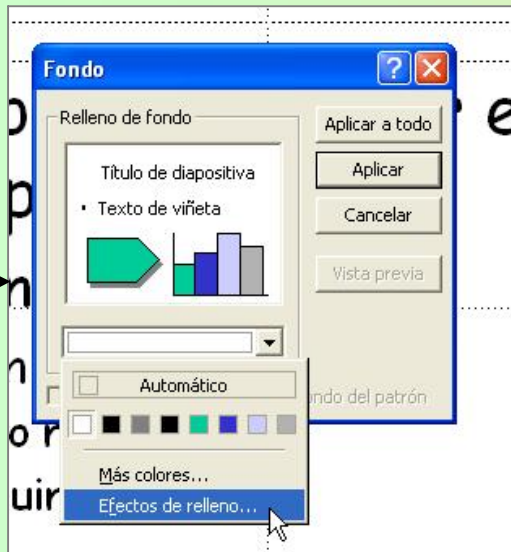 Fondo
Relleno de fondo
Título de diapositiva
• Texto de viñeta
Aplicar a todo
Aplicar
Cancelar
Vista previa
Automático
ndo del patrón
Más colores...
Efectos de relleno...